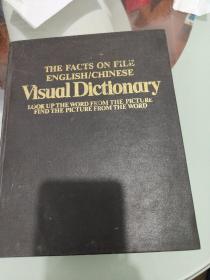 THE FACTS ON FILE
ENGLISH/CHINESE
Visual Dictionary
LOOK UP THE WORD FROM THE PICTURE
FIND THE PICTURE FROM THE WORD